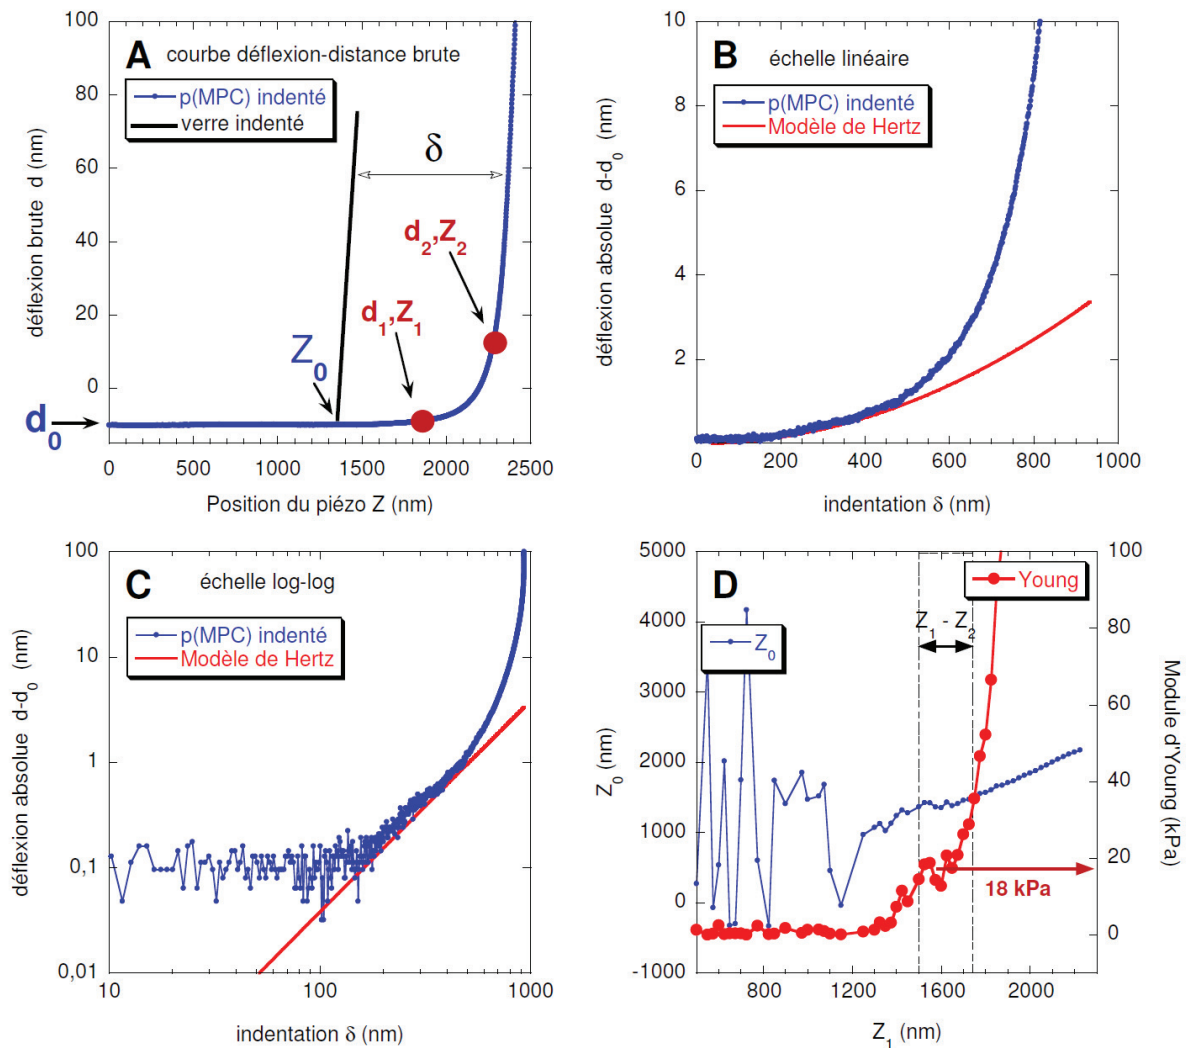 A courbe déflexion-distance brute
p(MPC) indenté
verre indenté
δ
d2,Z2
d1,Z1
Z0
d0
100
80
60
40
20
0
déflexion brute d (nm)
0 500 1000 1500 2000 2500
Position du piézo Z (nm)
B échelle linéaire
p(MPC) indenté
Modèle de Hertz
10
8
6
4
2
déflexion absolue d-d0 (nm)
0 200 400 600 800 1000
indentation δ (nm)
C échelle log-log
p(MPC) indenté
Modèle de Hertz
100
10
1
0,1
0,01
déflexion absolue d-d0 (nm)
10 100 1000
indentation δ (nm)
D
Young
Z1 - Z2
Z0
18 kPa
5000
4000
3000
2000
1000
0
-1000
Z0 (nm)
100
80
60
40
20
0
Module d'Young (kPa)
800 1200 1600 2000
Z1 (nm)